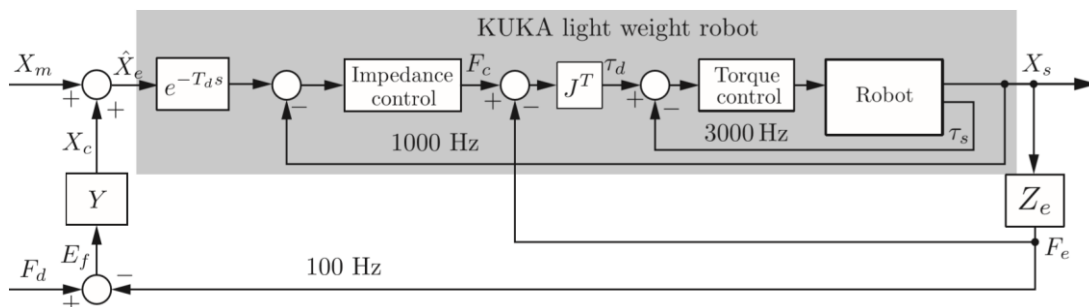 KUKA light weight robot
X_m
X̂_e
e^{-T_d s}
Impedance
control
F_c
J^T
τ_d
Torque
control
Robot
X_s
+
+
−
+
−
+
−
X_c
1000 Hz
3000 Hz
τ_s
Y
Z_e
E_f
F_d
−
+
100 Hz
F_e